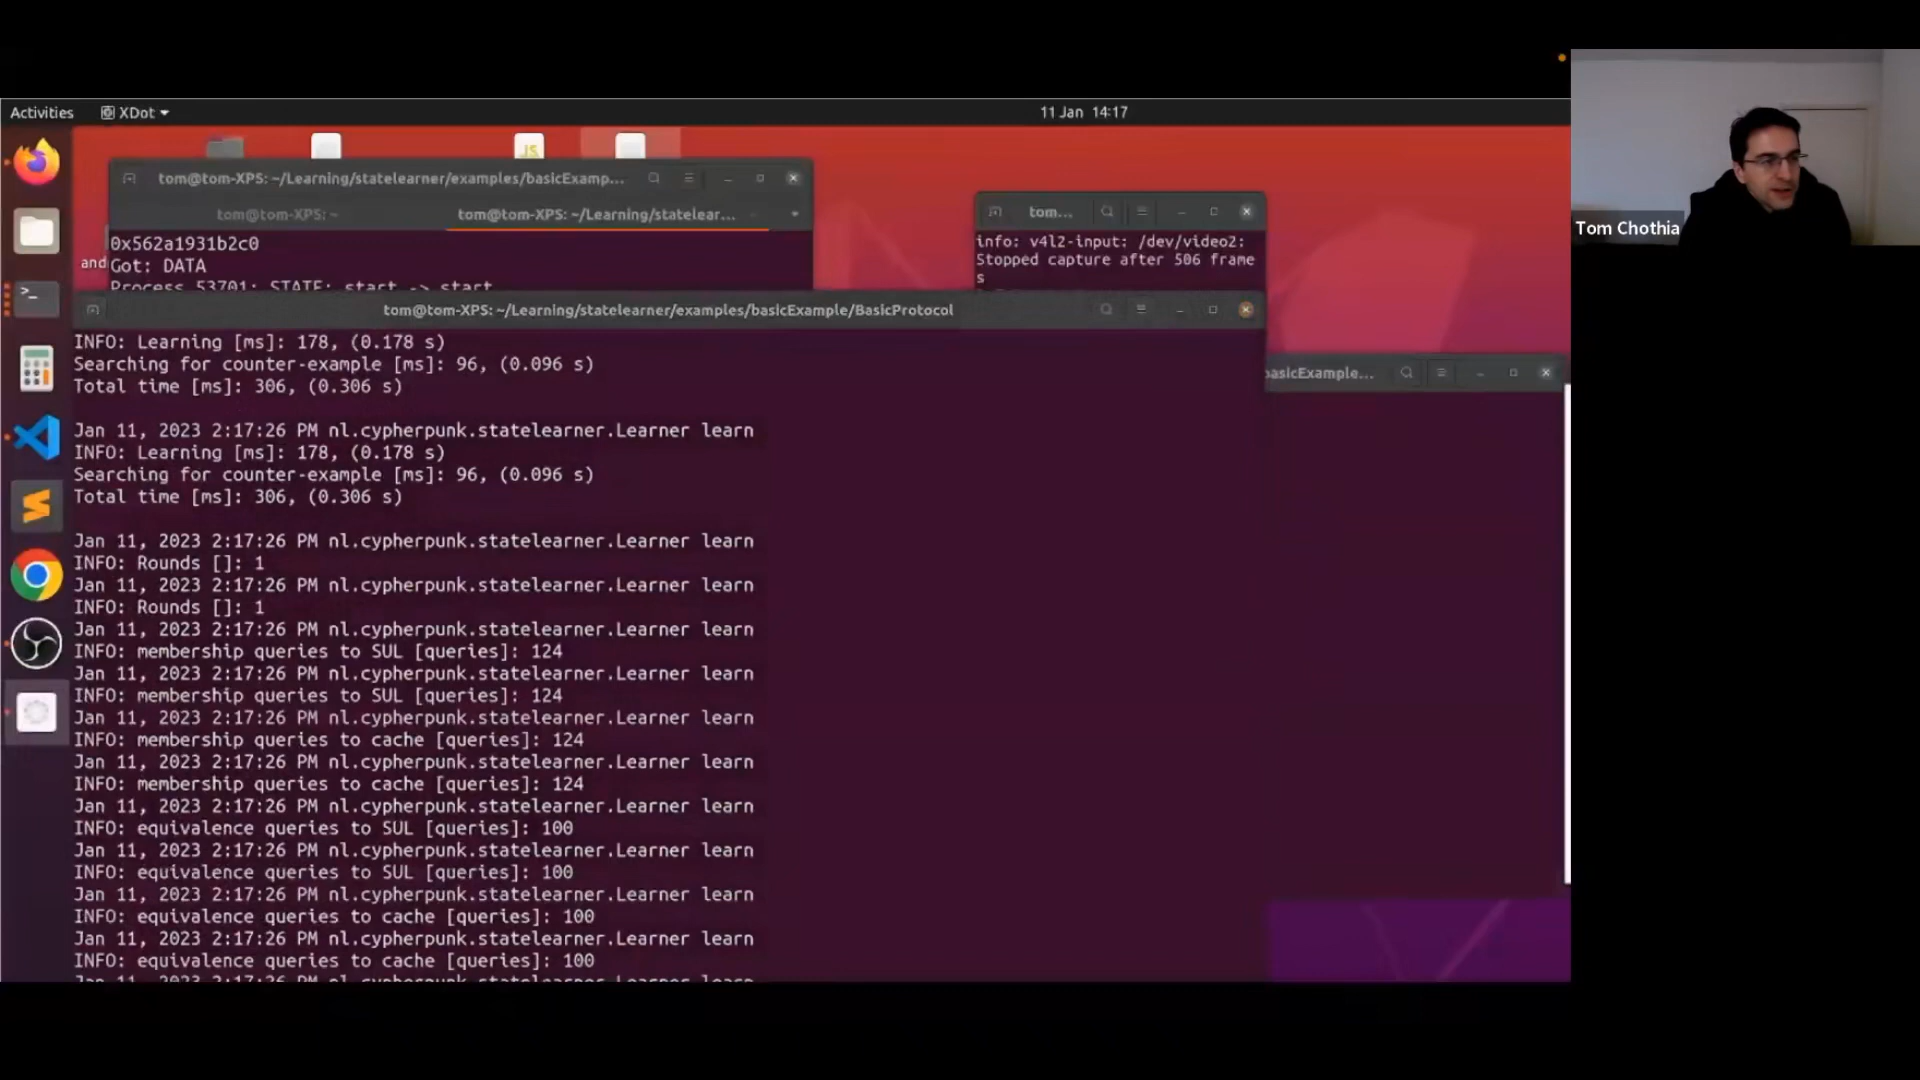 Activities
XDot
11 Jan 14:17
JS
tom@tom-XPS: ~/Learning/statelearner/examples/basicExamp...
tom@tom-XPS: ~
tom@tom-XPS: ~/Learning/statelear...
0x562a1931b2c0
and
Got: DATA
Process 53701: STATE: start -> start
tom...
info: v4l2-input: /dev/video2:
Stopped capture after 506 frame
s
Tom Chothia
tom@tom-XPS: ~/Learning/statelearner/examples/basicExample/BasicProtocol
basicExample...
INFO: Learning [ms]: 178, (0.178 s)
Searching for counter-example [ms]: 96, (0.096 s)
Total time [ms]: 306, (0.306 s)
Jan 11, 2023 2:17:26 PM nl.cypherpunk.statelearner.Learner learn
INFO: Learning [ms]: 178, (0.178 s)
Searching for counter-example [ms]: 96, (0.096 s)
Total time [ms]: 306, (0.306 s)
Jan 11, 2023 2:17:26 PM nl.cypherpunk.statelearner.Learner learn
INFO: Rounds []: 1
Jan 11, 2023 2:17:26 PM nl.cypherpunk.statelearner.Learner learn
INFO: Rounds []: 1
Jan 11, 2023 2:17:26 PM nl.cypherpunk.statelearner.Learner learn
INFO: membership queries to SUL [queries]: 124
Jan 11, 2023 2:17:26 PM nl.cypherpunk.statelearner.Learner learn
INFO: membership queries to SUL [queries]: 124
Jan 11, 2023 2:17:26 PM nl.cypherpunk.statelearner.Learner learn
INFO: membership queries to cache [queries]: 124
Jan 11, 2023 2:17:26 PM nl.cypherpunk.statelearner.Learner learn
INFO: membership queries to cache [queries]: 124
Jan 11, 2023 2:17:26 PM nl.cypherpunk.statelearner.Learner learn
INFO: equivalence queries to SUL [queries]: 100
Jan 11, 2023 2:17:26 PM nl.cypherpunk.statelearner.Learner learn
INFO: equivalence queries to SUL [queries]: 100
Jan 11, 2023 2:17:26 PM nl.cypherpunk.statelearner.Learner learn
INFO: equivalence queries to cache [queries]: 100
Jan 11, 2023 2:17:26 PM nl.cypherpunk.statelearner.Learner learn
INFO: equivalence queries to cache [queries]: 100